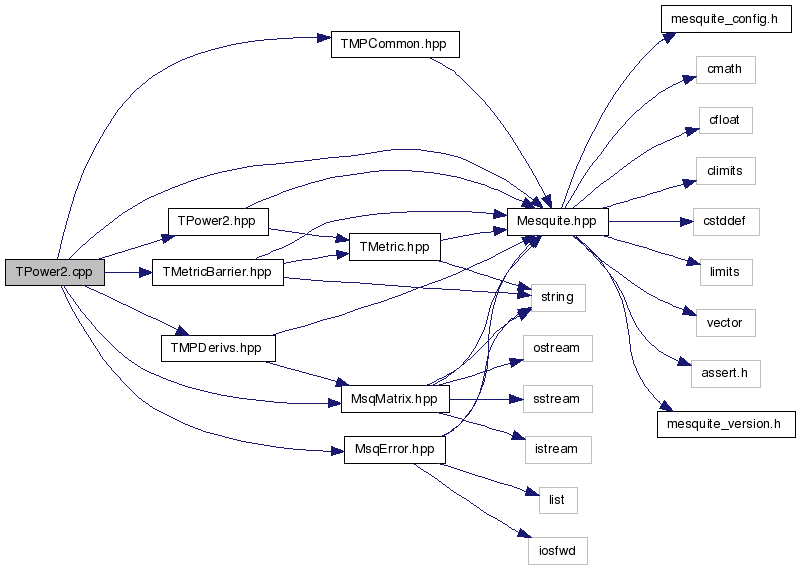 mesquite_config.h
TMPCommon.hpp
cmath
cfloat
climits
TPower2.hpp
Mesquite.hpp
cstddef
TMetric.hpp
TPower2.cpp
TMetricBarrier.hpp
limits
string
vector
TMPDerivs.hpp
ostream
assert.h
MsqMatrix.hpp
sstream
mesquite_version.h
MsqError.hpp
istream
list
iosfwd